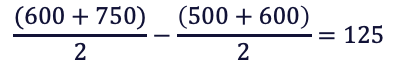 (600 + 750)/2 − (500 + 600)/2 = 125